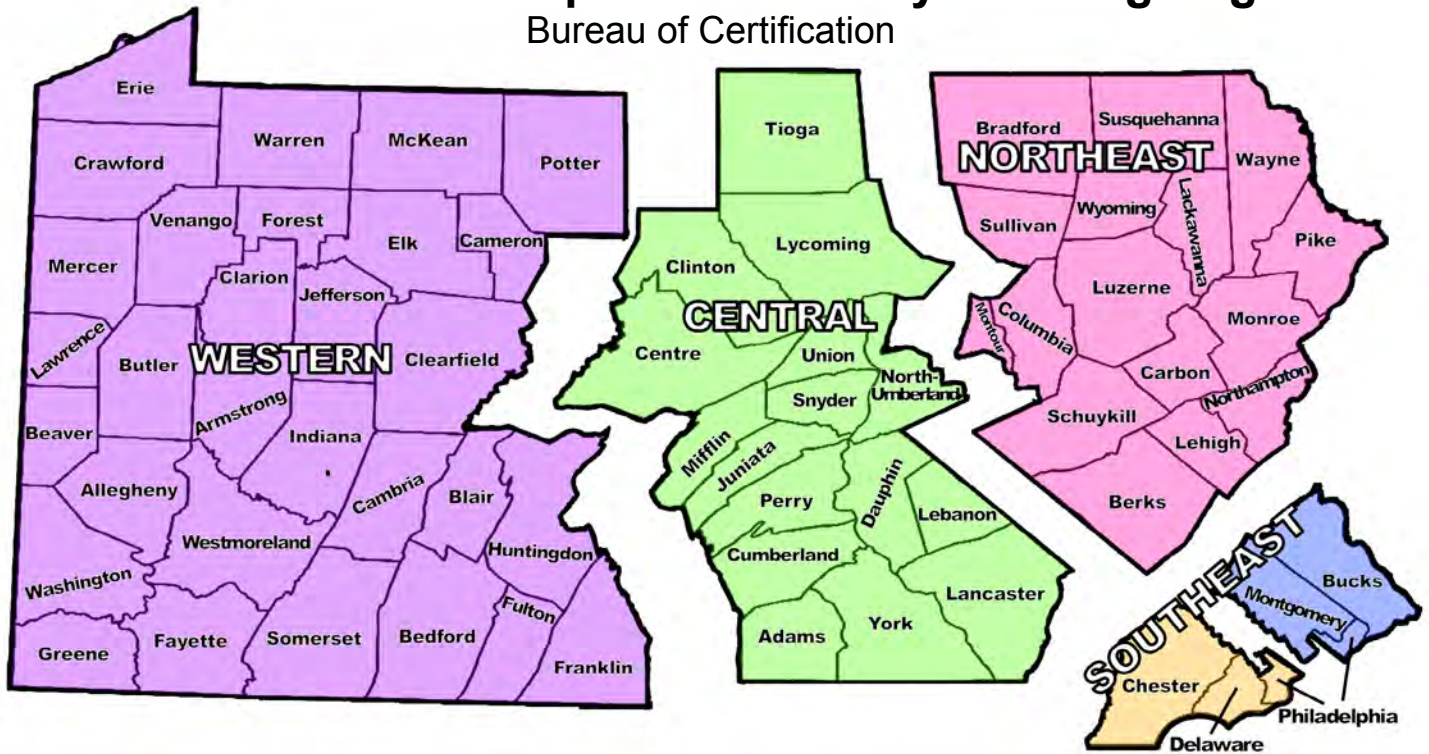 Bureau of Certification
Erie
Warren
McKean
Potter
Crawford
Venango
Forest
Elk
Cameron
Mercer
Clarion
Jefferson
Lawrence
Butler
WESTERN
Clearfield
Armstrong
Beaver
Indiana
Allegheny
Cambria
Blair
Westmoreland
Huntingdon
Washington
Fulton
Greene
Fayette
Somerset
Bedford
Franklin
Tioga
Lycoming
Clinton
CENTRAL
Centre
Union
North-
Umberland
Snyder
Mifflin
Juniata
Perry
Dauphin
Lebanon
Cumberland
Lancaster
Adams
York
Bradford
Susquehanna
NORTHEAST
Wayne
Sullivan
Wyoming
Lackawanna
Pike
Luzerne
Montour
Columbia
Monroe
Carbon
Northampton
Schuykill
Lehigh
Berks
SOUTHEAST
Bucks
Montgomery
Chester
Philadelphia
Delaware